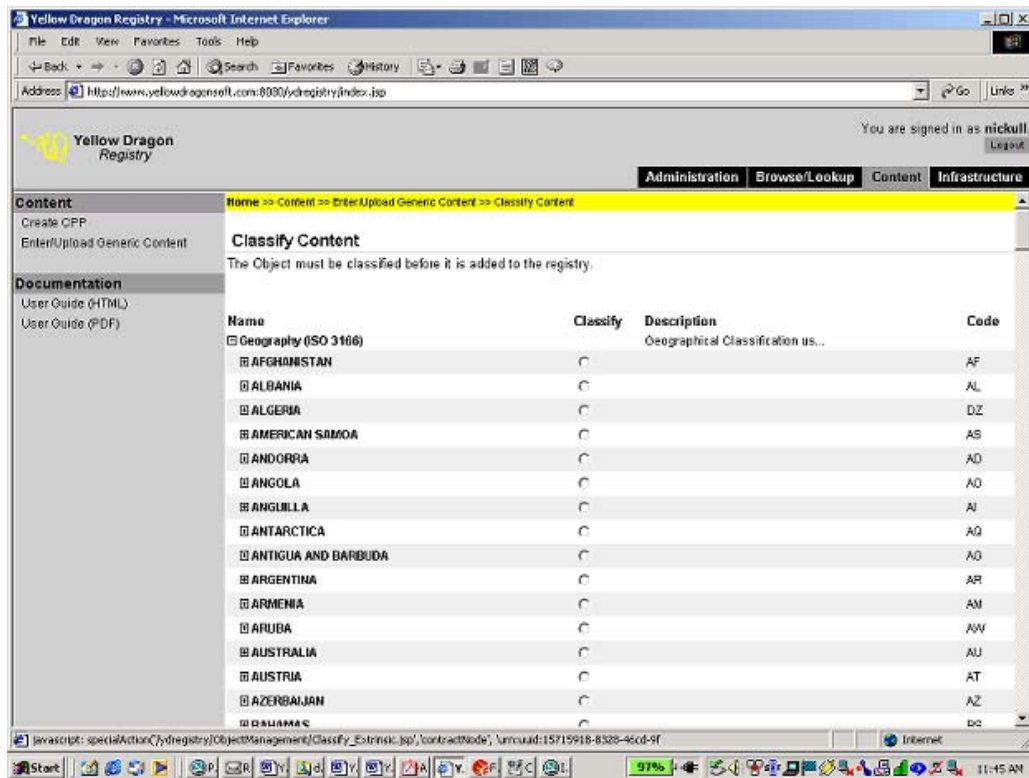 Yellow Dragon Registry - Microsoft Internet Explorer
File Edit View Favorites Tools Help
Back Search Favorites History
Address http://www.yellowdragonsoft.com:8080/ydregistry/index.jsp Go Links
Yellow Dragon
Registry
You are signed in as nickull.
Logout
Administration Browse/Lookup Content Infrastructure
Content
Create CPP
Enter/Upload Generic Content
Documentation
User Guide (HTML)
User Guide (PDF)
Home >> Content >> Enter/Upload Generic Content >> Classify Content
Classify Content
The Object must be classified before it is added to the registry.
Name Classify Description Code
Geography (ISO 3166) Geographical Classification us...
AFGHANISTAN AF
ALBANIA AL
ALGERIA DZ
AMERICAN SAMOA AS
ANDORRA AD
ANGOLA AO
ANGUILLA AI
ANTARCTICA AQ
ANTIGUA AND BARBUDA AG
ARGENTINA AR
ARMENIA AM
ARUBA AW
AUSTRALIA AU
AUSTRIA AT
AZERBAIJAN AZ
BAHAMAS BS
javascript: specialAction('/ydregistry/ObjectManagement/Classify_Extrinsic.jsp','contractNode', 'urn:uuid:15715918-8328-46cd-9f Internet
Start 97% 11:45 AM